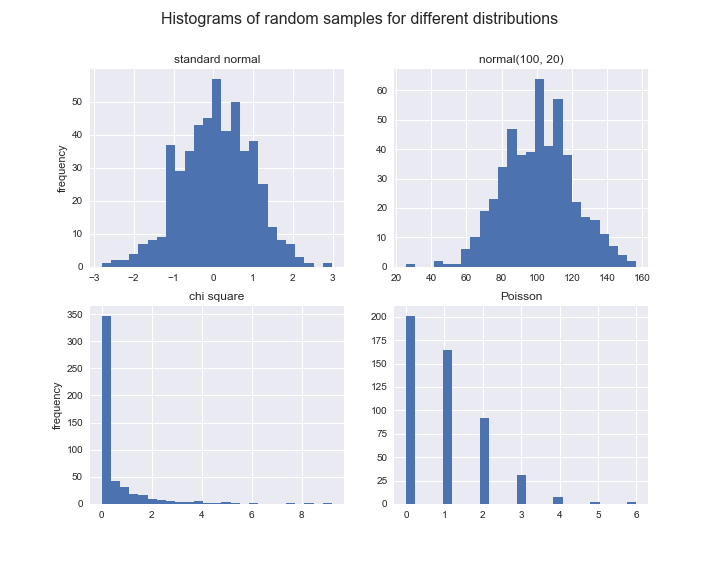 Histograms of random samples for different distributions
standard normal
frequency
50
40
30
20
10
0
−3 −2 −1 0 1 2 3
normal(100, 20)
60
50
40
30
20
10
0
20 40 60 80 100 120 140 160
chi square
frequency
350
300
250
200
150
100
50
0
0 2 4 6 8
Poisson
200
175
150
125
100
75
50
25
0
0 1 2 3 4 5 6